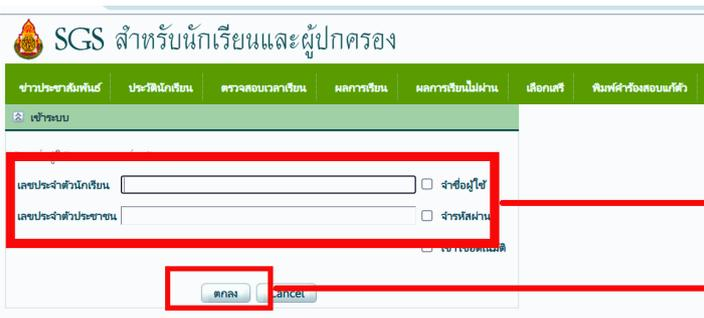 SGS สำหรับนักเรียนและผู้ปกครอง
ข่าวประชาสัมพันธ์ ประวัตินักเรียน ตรวจสอบเวลาเรียน ผลการเรียน ผลการเรียนไม่ผ่าน เลือกเสรี พิมพ์คำร้องสอบแก้ตัว
เข้าระบบ
เลขประจำตัวนักเรียน จำชื่อผู้ใช้
เลขประจำตัวประชาชน จำรหัสผ่าน
ตกลง Cancel